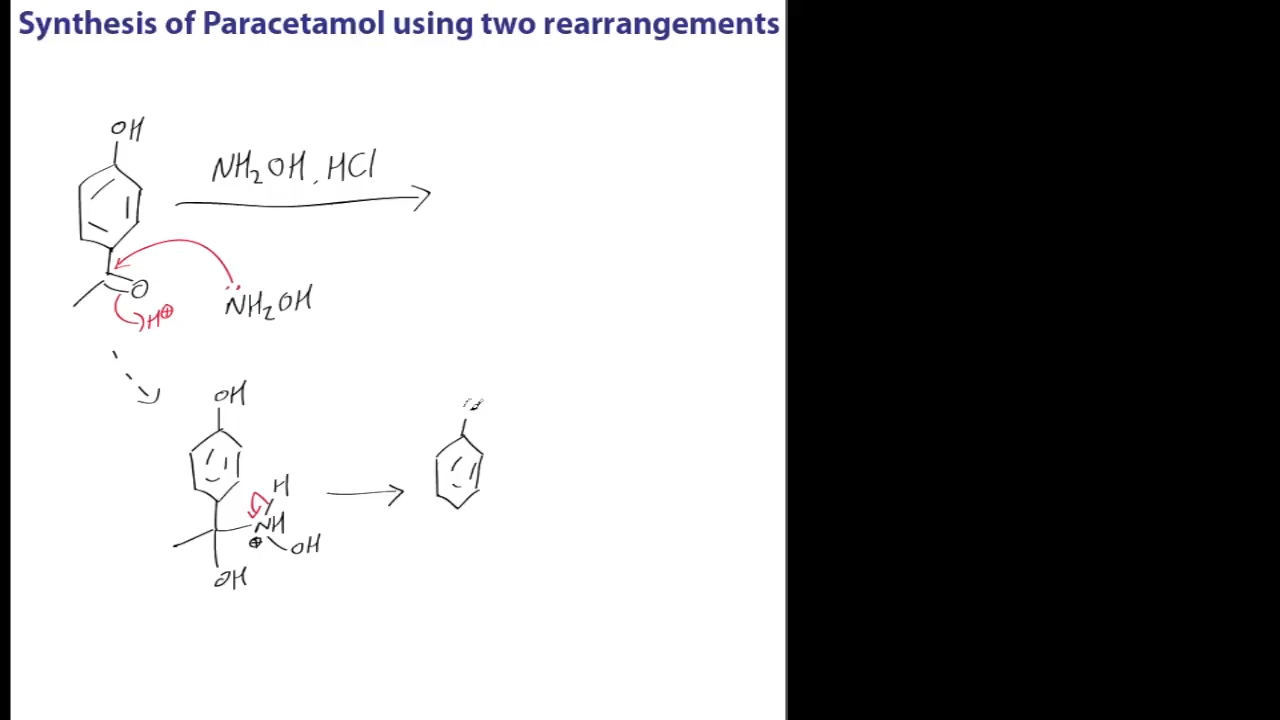 Synthesis of Paracetamol using two rearrangements
OH
NH₂OH, HCl
O
H⊕
NH₂OH
OH
H
NH
⊕
OH
OH